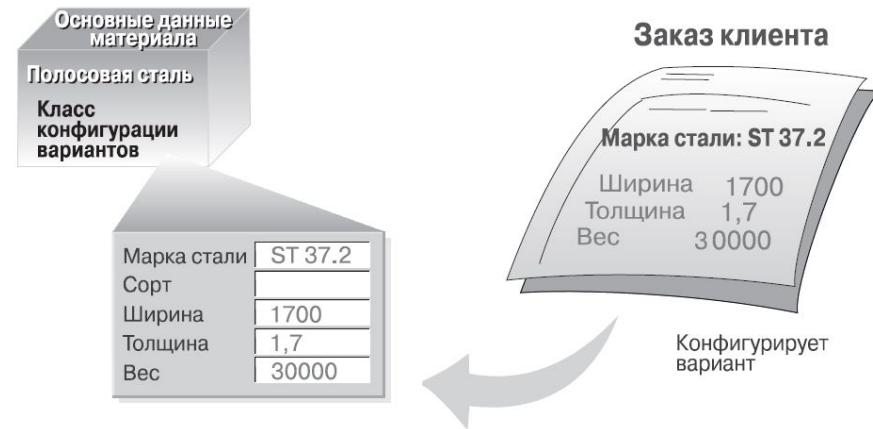 Основные данные
материала
Полосовая сталь
Класс
конфигурации
вариантов
Марка стали ST 37.2
Сорт
Ширина 1700
Толщина 1,7
Вес 30000
Заказ клиента
Марка стали: ST 37.2
Ширина 1700
Толщина 1,7
Вес 30000
Конфигурирует
вариант